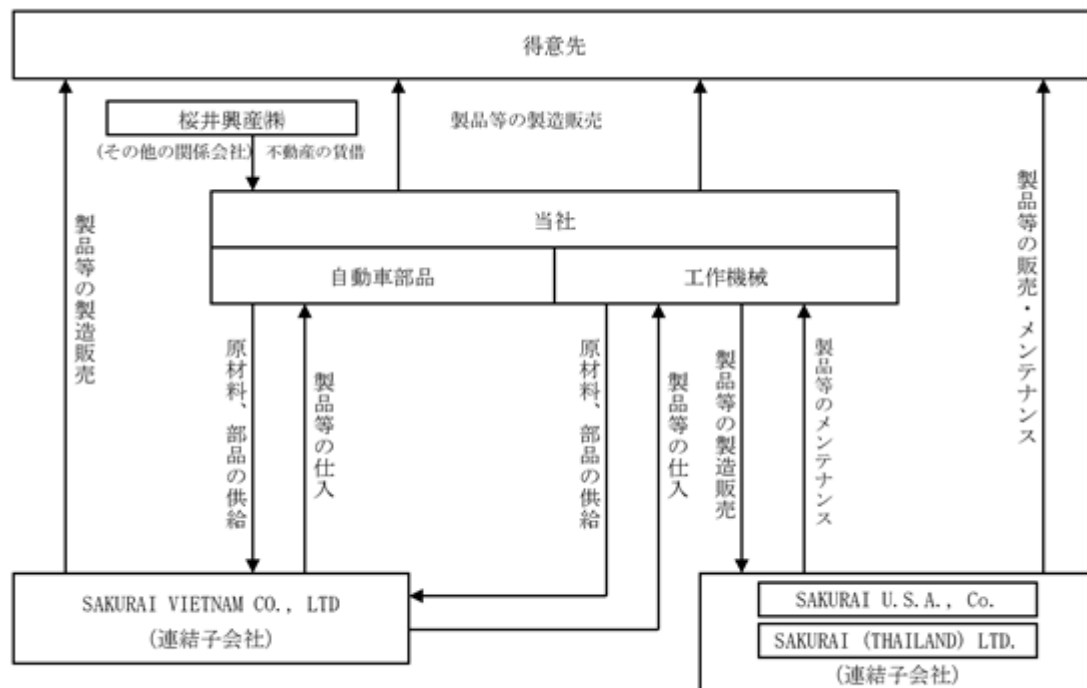 得意先
桜井興産㈱
(その他の関係会社) 不動産の賃借
製品等の製造販売
当社
自動車部品
工作機械
製品等の製造販売
原材料、部品の供給
製品等の仕入
原材料、部品の供給
製品等の仕入
製品等の製造販売
製品等のメンテナンス
製品等の販売・メンテナンス
SAKURAI VIETNAM CO., LTD
(連結子会社)
SAKURAI U.S.A., Co.
SAKURAI (THAILAND) LTD.
(連結子会社)